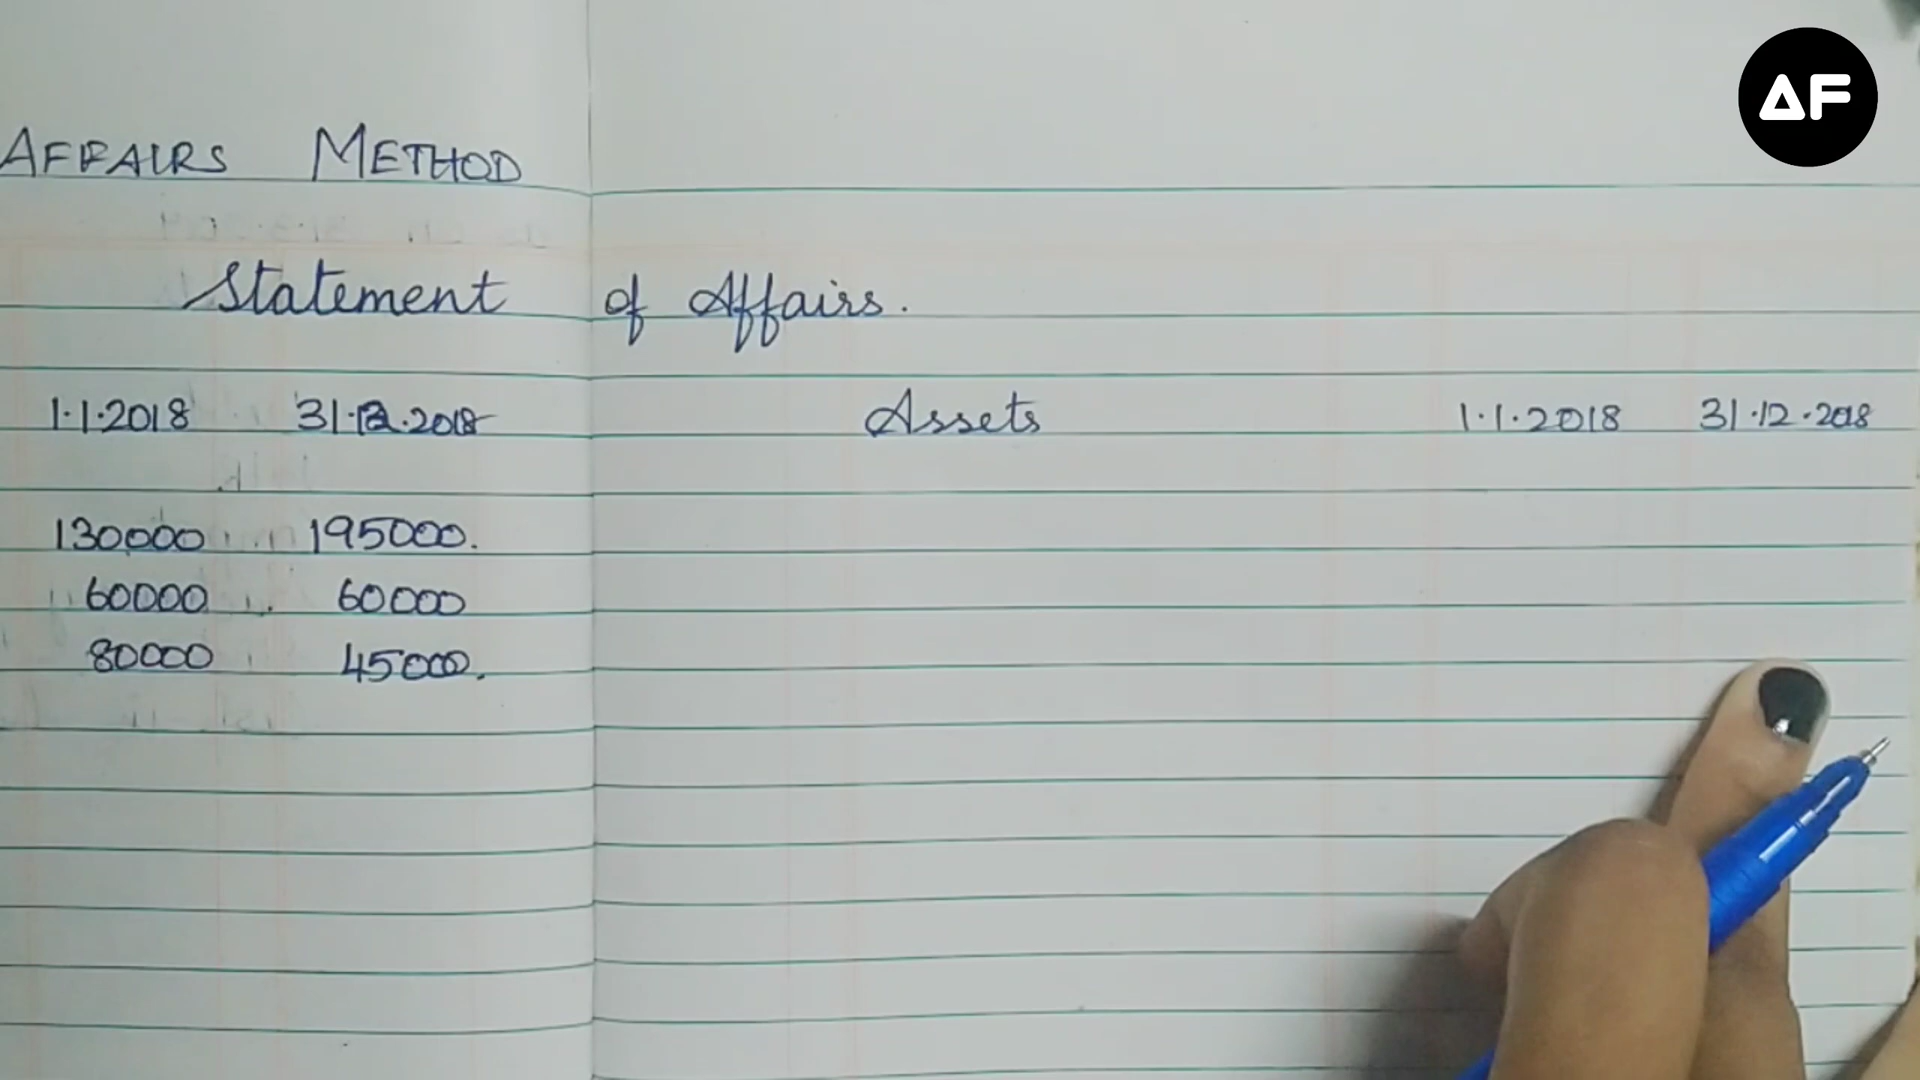 AF
AFFAIRS METHOD
Statement of Affairs.
1.1.2018 31.12.2018 Assets 1.1.2018 31.12.2018
130000 195000.
60000 60000
80000 45000.